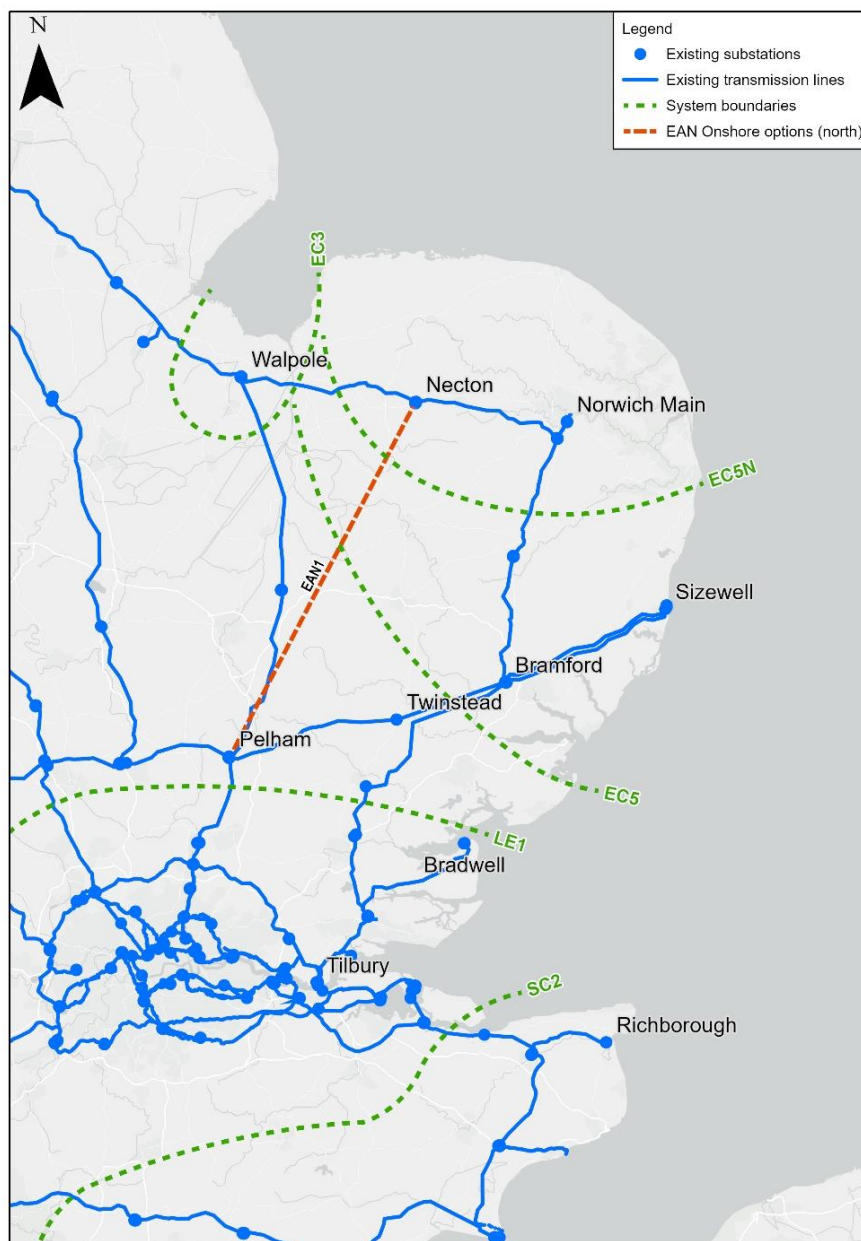 N
Legend
Existing substations
Existing transmission lines
System boundaries
EAN Onshore options (north)
EC3
Walpole
Necton
Norwich Main
EC5N
EAN1
Sizewell
Bramford
Twinstead
Pelham
EC5
LE1
Bradwell
Tilbury
SC2
Richborough